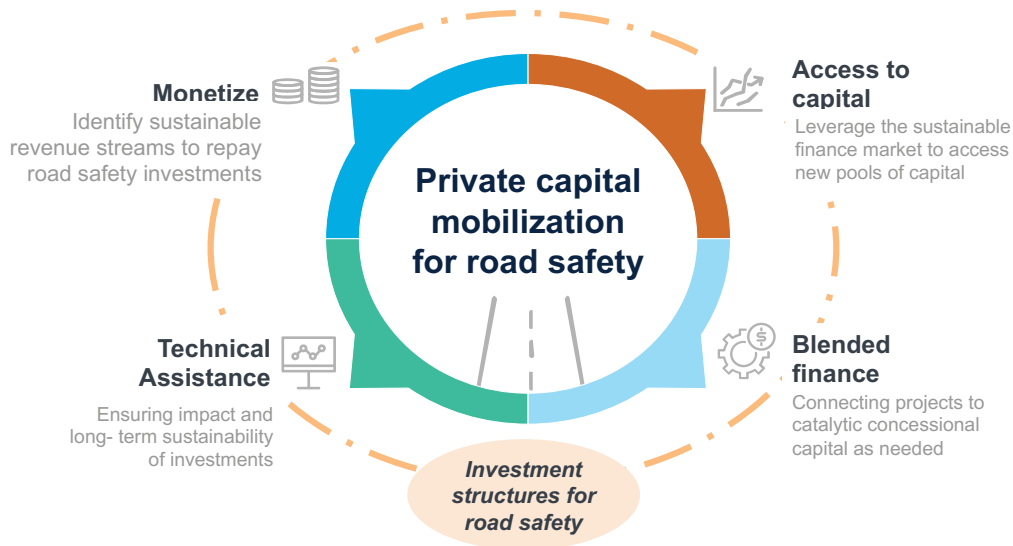 Monetize
Identify sustainable
revenue streams to repay
road safety investments
Access to
capital
Leverage the sustainable
finance market to access
new pools of capital
Private capital
mobilization
for road safety
Technical
Assistance
Ensuring impact and
long- term sustainability
of investments
$
Blended
finance
Connecting projects to
catalytic concessional
capital as needed
Investment
structures for
road safety